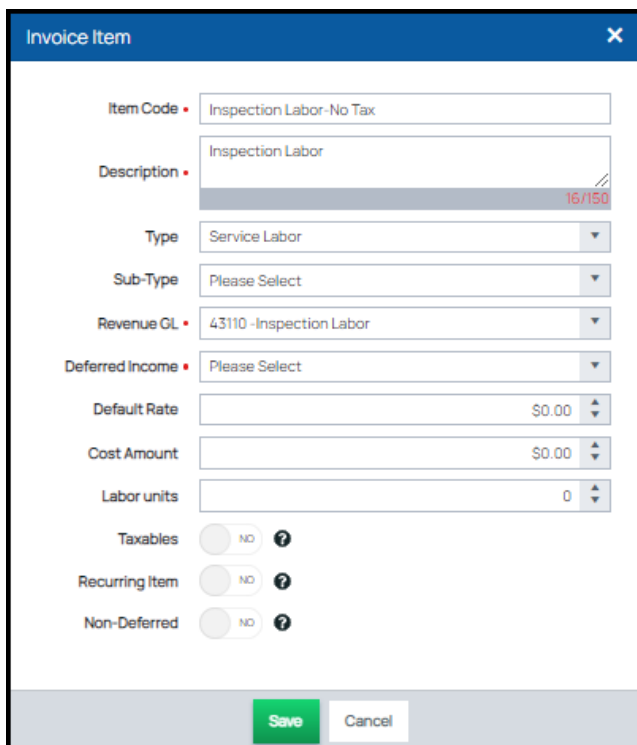 Invoice Item
Item Code
Inspection Labor-No Tax
Description
Inspection Labor
16/150
Type
Service Labor
Sub-Type
Please Select
Revenue GL
43110 -Inspection Labor
Deferred Income
Please Select
Default Rate
$0.00
Cost Amount
$0.00
Labor units
0
Taxables
NO
Recurring Item
NO
Non-Deferred
NO
Save
Cancel